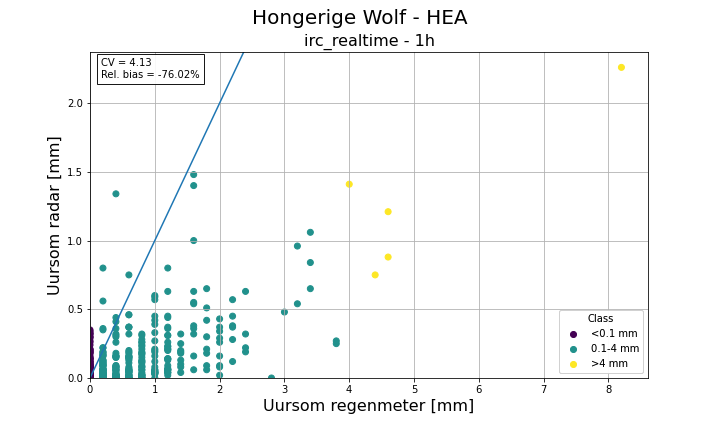 Hongerige Wolf - HEA
irc_realtime - 1h
CV = 4.13
Rel. bias = -76.02%
Uursom radar [mm]
2.0
1.5
1.0
0.5
0.0
0 1 2 3 4 5 6 7 8
Uursom regenmeter [mm]
Class
<0.1 mm
0.1-4 mm
>4 mm